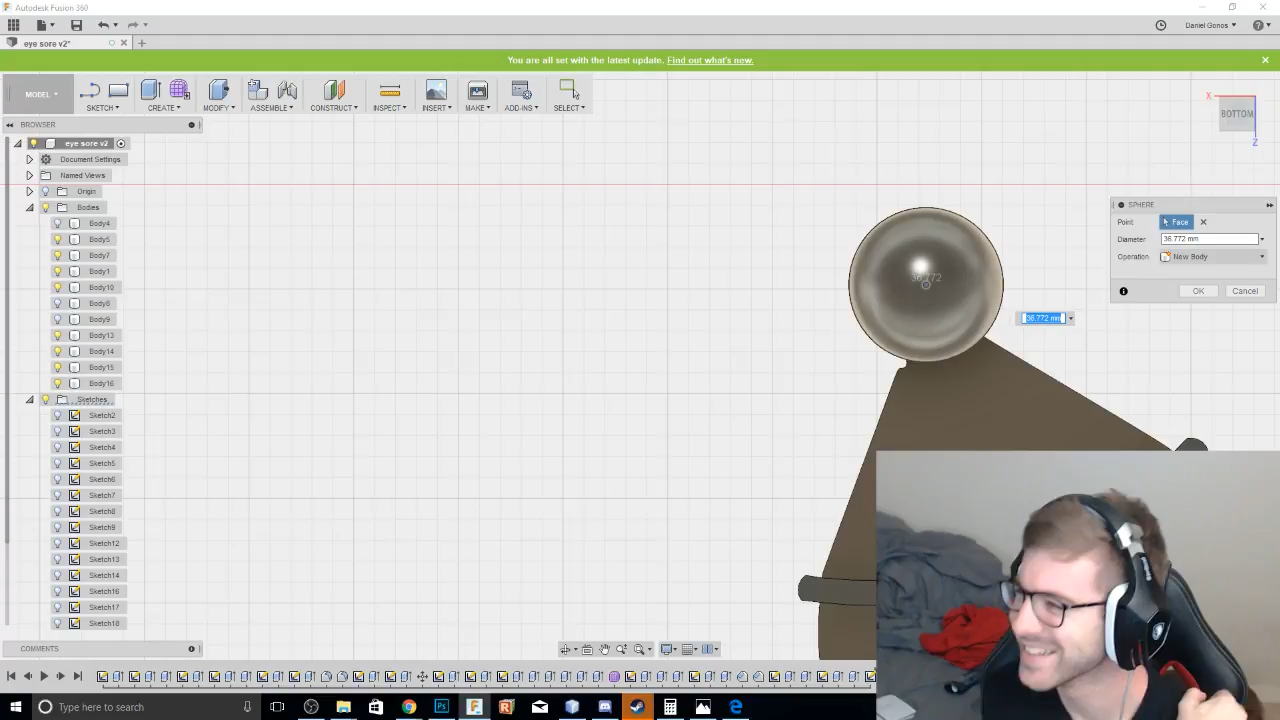 Autodesk Fusion 360
Daniel Gonos
eye sore v2*
You are all set with the latest update. Find out what's new.
MODEL
SKETCH
CREATE
MODIFY
ASSEMBLE
CONSTRUCT
INSPECT
INSERT
MAKE
ADD-INS
SELECT
BROWSER
eye sore v2
Document Settings
Named Views
Origin
Bodies
Body4
Body5
Body7
Body1
Body10
Body8
Body9
Body13
Body14
Body15
Body16
Sketches
Sketch2
Sketch3
Sketch4
Sketch5
Sketch6
Sketch7
Sketch8
Sketch9
Sketch12
Sketch13
Sketch14
Sketch16
Sketch17
Sketch18
X
BOTTOM
Z
SPHERE
Point
Face
Diameter
36.772 mm
Operation
New Body
OK
Cancel
36.772
36.772 mm
COMMENTS
Type here to search